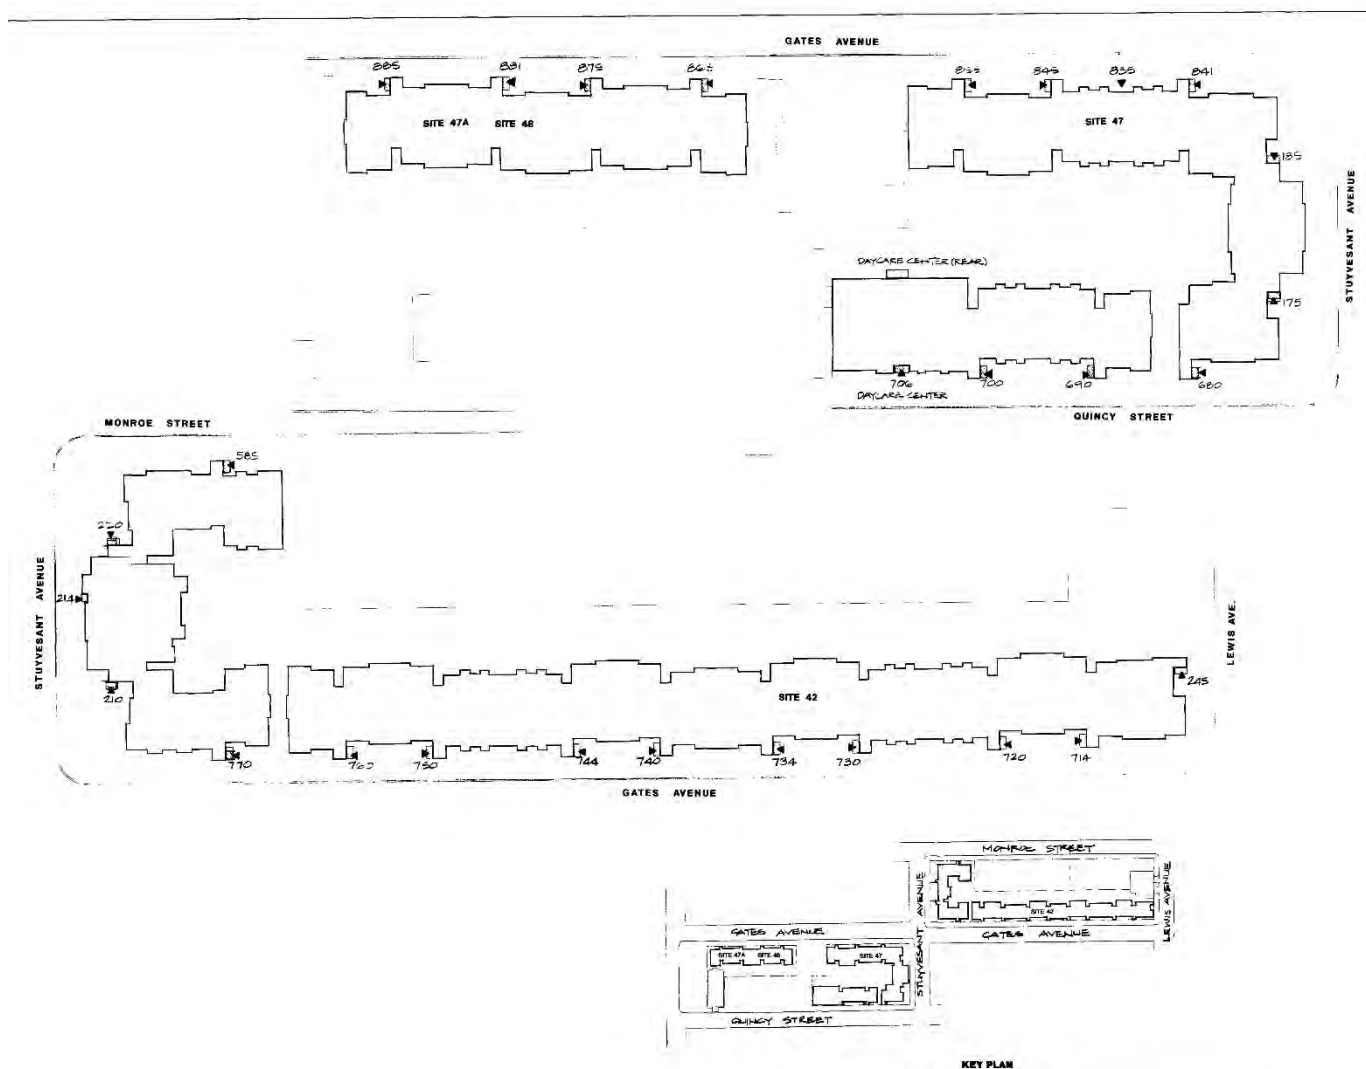 GATES AVENUE
885 881 875 865
855 845 835 841
SITE 47A SITE 48
SITE 47
185
STUYVESANT AVENUE
DAYCARE CENTER (REAR)
175
706 700 690 680
DAYCARE CENTER
QUINCY STREET
MONROE STREET
585
220
STUYVESANT AVENUE
214
LEWIS AVE.
210
SITE 42
245
770 760 750 744 740 734 730 720 714
GATES AVENUE
MONROE STREET
STUYVESANT AVENUE
LEWIS AVENUE
SITE 42
GATES AVENUE
GATES AVENUE
SITE 47A SITE 48
SITE 47
QUINCY STREET
KEY PLAN